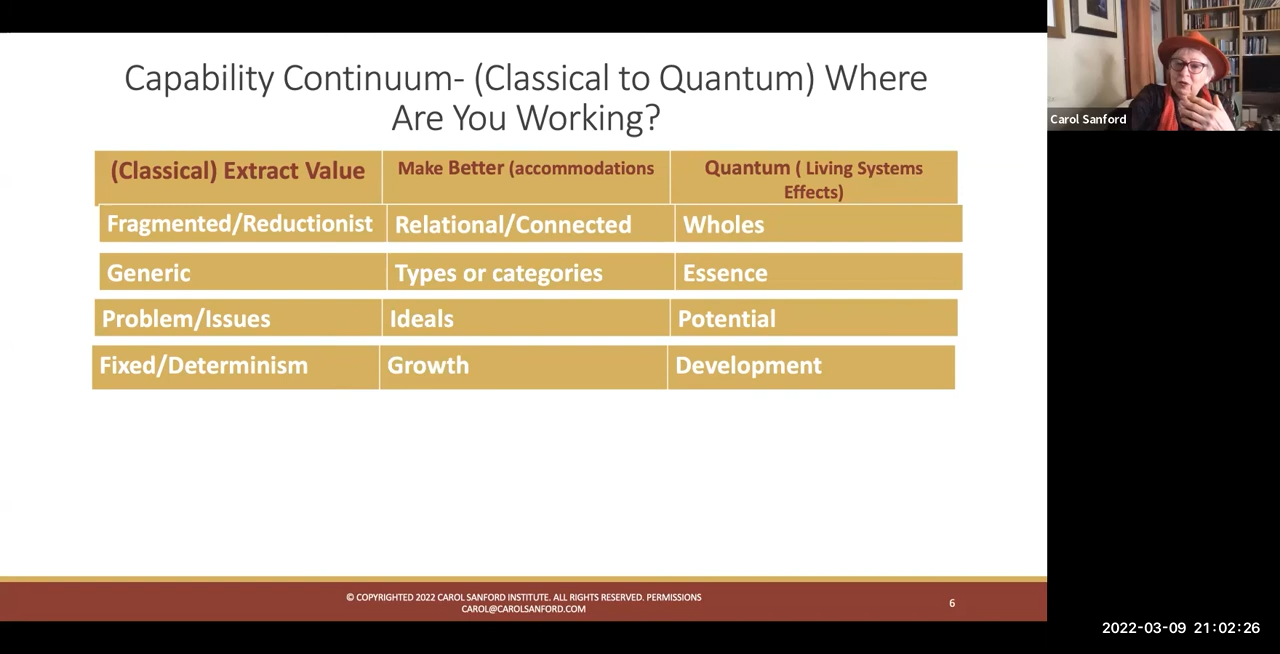 Capability Continuum- (Classical to Quantum) Where
Are You Working?
Carol Sanford
(Classical) Extract Value
Make Better (accommodations
Quantum ( Living Systems
Effects)
Fragmented/Reductionist
Relational/Connected
Wholes
Generic
Types or categories
Essence
Problem/Issues
Ideals
Potential
Fixed/Determinism
Growth
Development
© COPYRIGHTED 2022 CAROL SANFORD INSTITUTE. ALL RIGHTS RESERVED. PERMISSIONS
CAROL@CAROLSANFORD.COM
6
2022-03-09 21:02:26